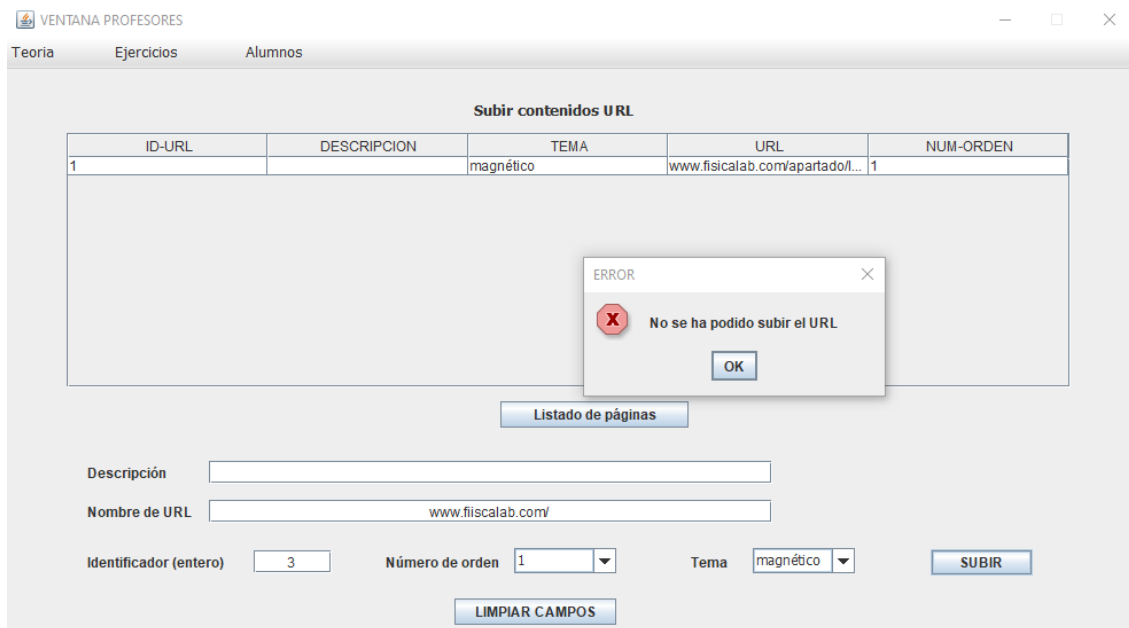 VENTANA PROFESORES
Teoria Ejercicios Alumnos
Subir contenidos URL
ID-URL DESCRIPCION TEMA URL NUM-ORDEN
1 magnético www.fisicalab.com/apartado/l... 1
ERROR
No se ha podido subir el URL
OK
Listado de páginas
Descripción
Nombre de URL www.fiiscalab.com/
Identificador (entero) 3 Número de orden 1 Tema magnético SUBIR
LIMPIAR CAMPOS